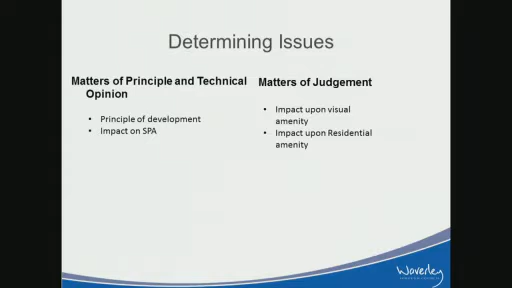 Determining Issues
Matters of Principle and Technical
Opinion
• Principle of development
• Impact on SPA
Matters of Judgement
• Impact upon visual
amenity
• Impact upon Residential
amenity
Waverley